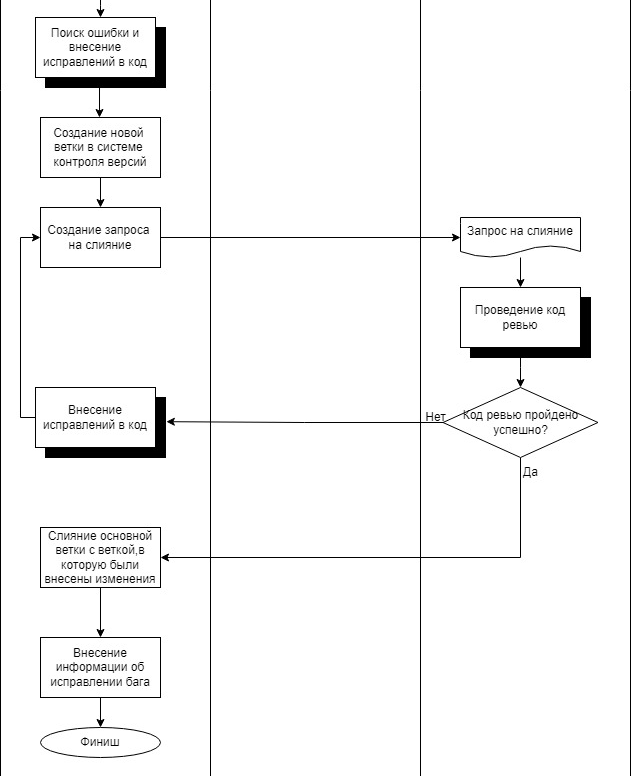 Поиск ошибки и
внесение
исправлений в код
Создание новой
ветки в системе
контроля версий
Создание запроса
на слияние
Запрос на слияние
Проведение код
ревью
Код ревью пройдено
успешно?
Нет
Внесение
исправлений в код
Да
Слияние основной
ветки с веткой,в
которую были
внесены изменения
Внесение
информации об
исправлении бага
Финиш